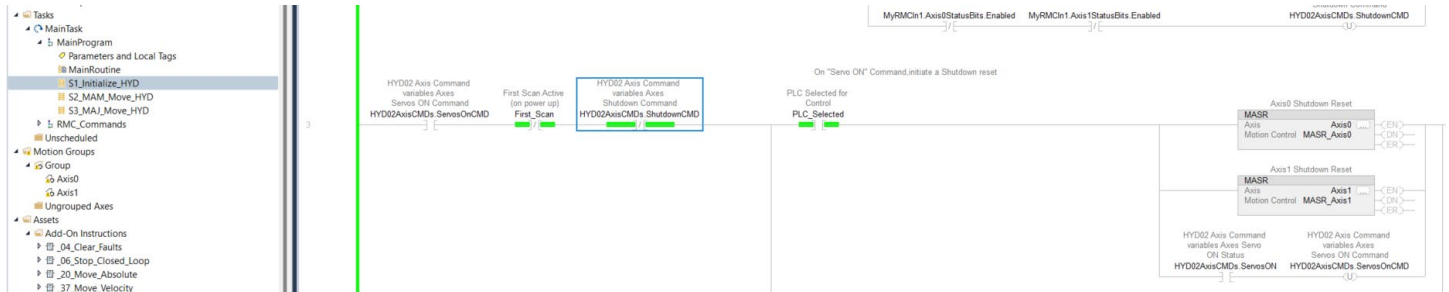 Tasks
MainTask
MainProgram
Parameters and Local Tags
MainRoutine
S1_Initialize_HYD
S2_MAM_Move_HYD
S3_MAJ_Move_HYD
RMC_Commands
Unscheduled
Motion Groups
Group
Axis0
Axis1
Ungrouped Axes
Assets
Add-On Instructions
_04_Clear_Faults
_06_Stop_Closed_Loop
_20_Move_Absolute
_37_Move_Velocity
Shutdown Command
MyRMCIn1.Axis0StatusBits.Enabled MyRMCIn1.Axis1StatusBits.Enabled HYD02AxisCMDs.ShutdownCMD
U
On "Servo ON" Command,initiate a Shutdown reset
3
HYD02 Axis Command
variables Axes
Servos ON Command
HYD02AxisCMDs.ServosOnCMD
First Scan Active
(on power up)
First_Scan
HYD02 Axis Command
variables Axes
Shutdown Command
HYD02AxisCMDs.ShutdownCMD
PLC Selected for
Control
PLC_Selected
Axis0 Shutdown Reset
MASR
Axis Axis0 ... EN
Motion Control MASR_Axis0 DN
ER
Axis1 Shutdown Reset
MASR
Axis Axis1 ... EN
Motion Control MASR_Axis1 DN
ER
HYD02 Axis Command
variables Axes Servo
ON Status
HYD02AxisCMDs.ServosON
HYD02 Axis Command
variables Axes
Servos ON Command
HYD02AxisCMDs.ServosOnCMD
U